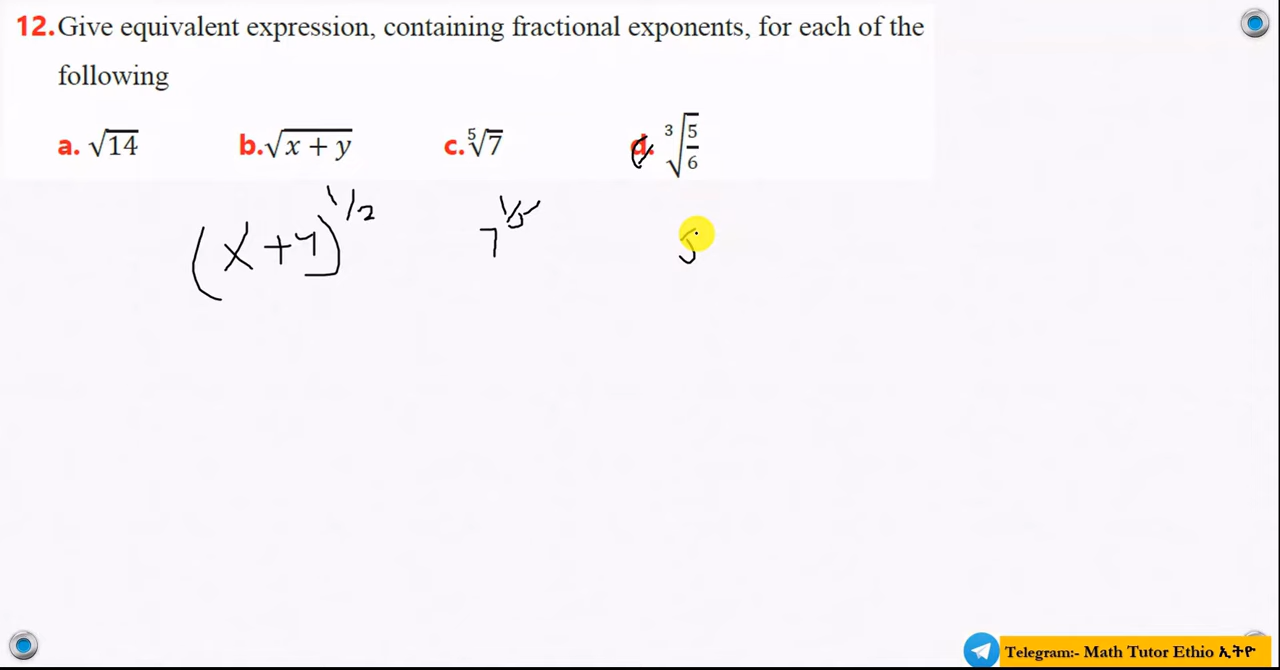 12. Give equivalent expression, containing fractional exponents, for each of the
following
a. √14 b. √x + y c. ⁵√7 d. ³√5/6
(x+y)^1/2 7^1/5 5
Telegram:- Math Tutor Ethio ኢትዮ